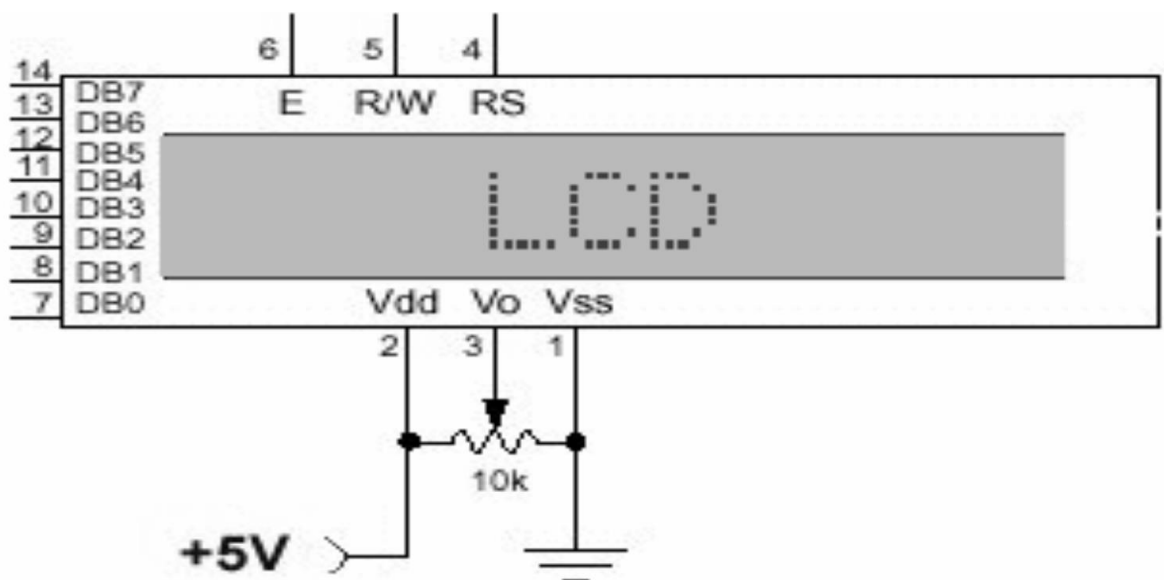 6 5 4
14 DB7 E R/W RS
13 DB6
12 DB5
11 DB4
10 DB3
9 DB2
8 DB1
7 DB0
LCD
Vdd Vo Vss
2 3 1
10k
+5V